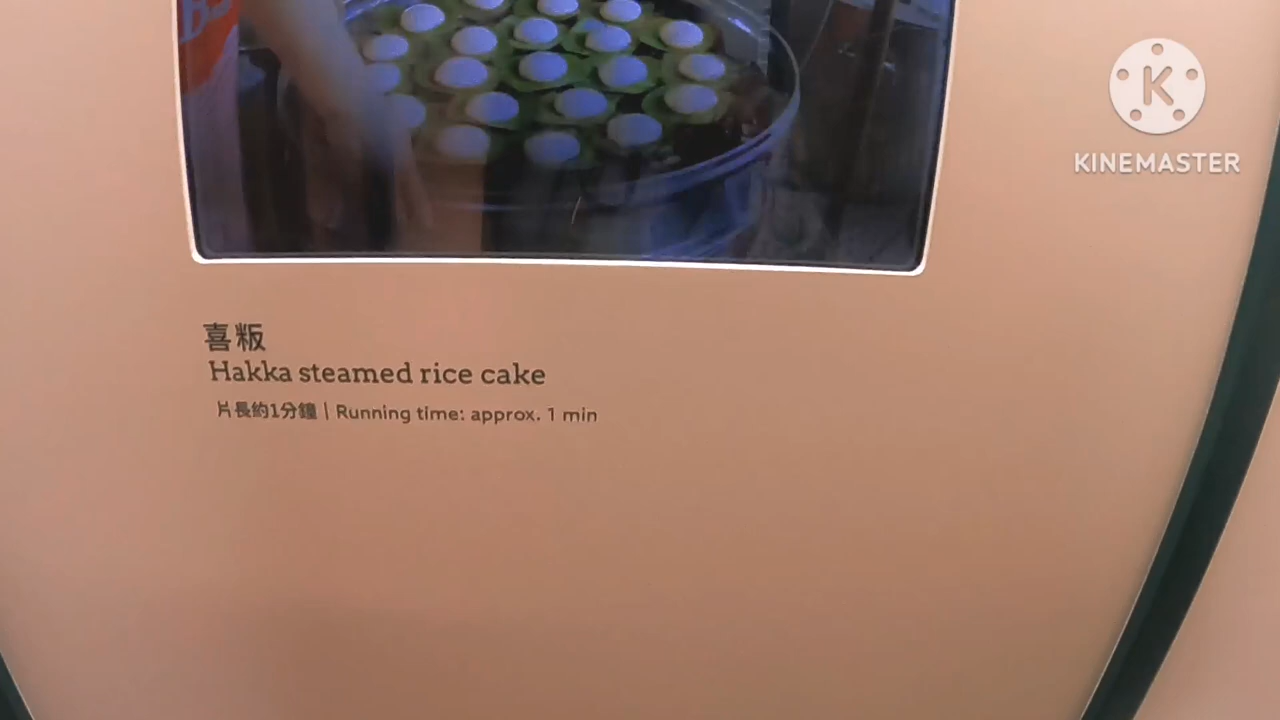 K
KINEMASTER
喜粄
Hakka steamed rice cake
片長約1分鐘 | Running time: approx. 1 min